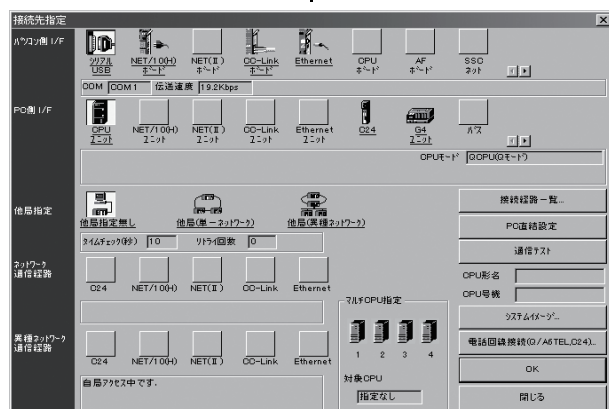 接続先指定
パソコン側 I/F
シリアル USB
NET/10(H) ボード
NET(Ⅱ) ボード
CC-Link ボード
Ethernet
CPU ボード
AF ボード
SSC ネット
COM COM1 伝送速度 19.2Kbps
PC側 I/F
CPU ユニット
NET/10(H) ユニット
NET(Ⅱ) ユニット
CC-Link ユニット
Ethernet ユニット
C24
G4 ユニット
バス
CPUモード QCPU(Qモード)
他局指定
他局指定無し
他局(単一ネットワーク)
他局(異種ネットワーク)
タイムチェック(秒) 10 リトライ回数 0
ネットワーク 通信経路
C24 NET/10(H) NET(Ⅱ) CC-Link Ethernet
異種ネットワーク 通信経路
C24 NET/10(H) NET(Ⅱ) CC-Link Ethernet
自局アクセス中です.
マルチCPU指定
1 2 3 4
対象CPU
指定なし
接続経路一覧...
PC直結設定
通信テスト
CPU形名
CPU号機
システムイメージ...
電話回線接続(Q/A6TEL,C24)...
OK
閉じる